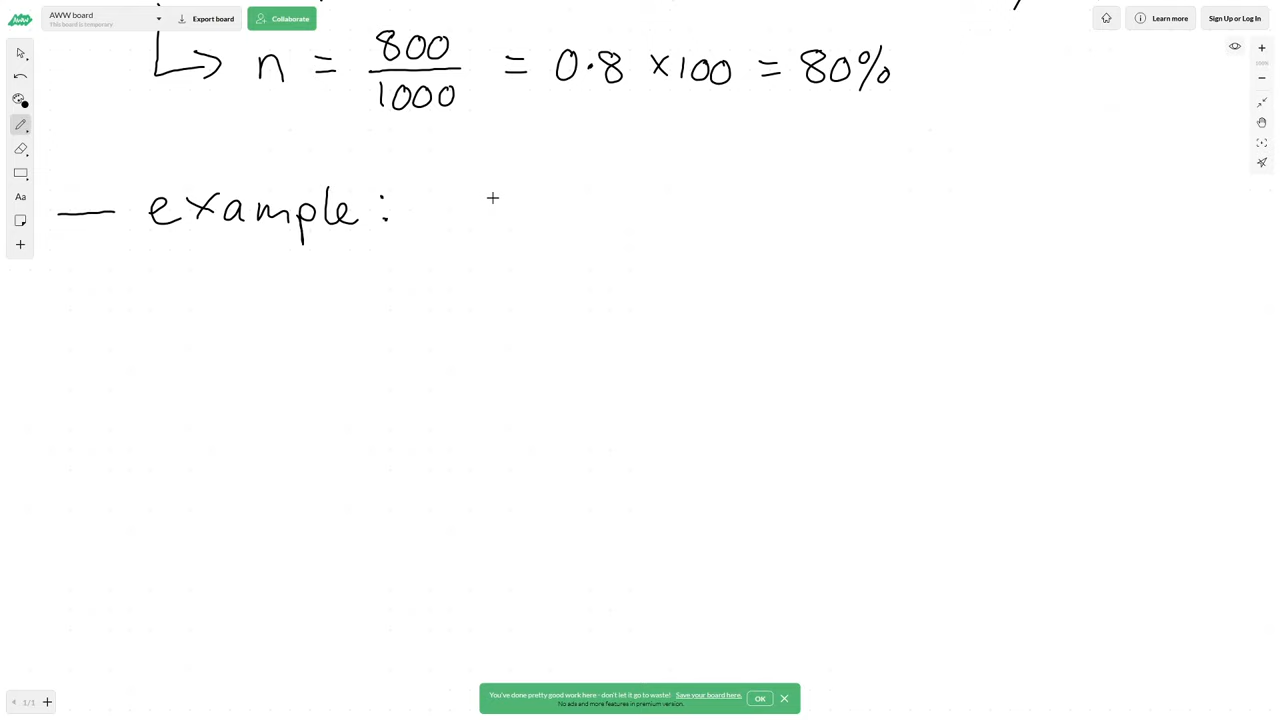 AWW board
This board is temporary
Export board
Collaborate
Learn more
Sign Up or Log In
100%
n = 800/1000 = 0.8 ×100 = 80%
— example:
Aa
1/1
You've done pretty good work here - don't let it go to waste! Save your board here.
No ads and more features in premium version.
OK